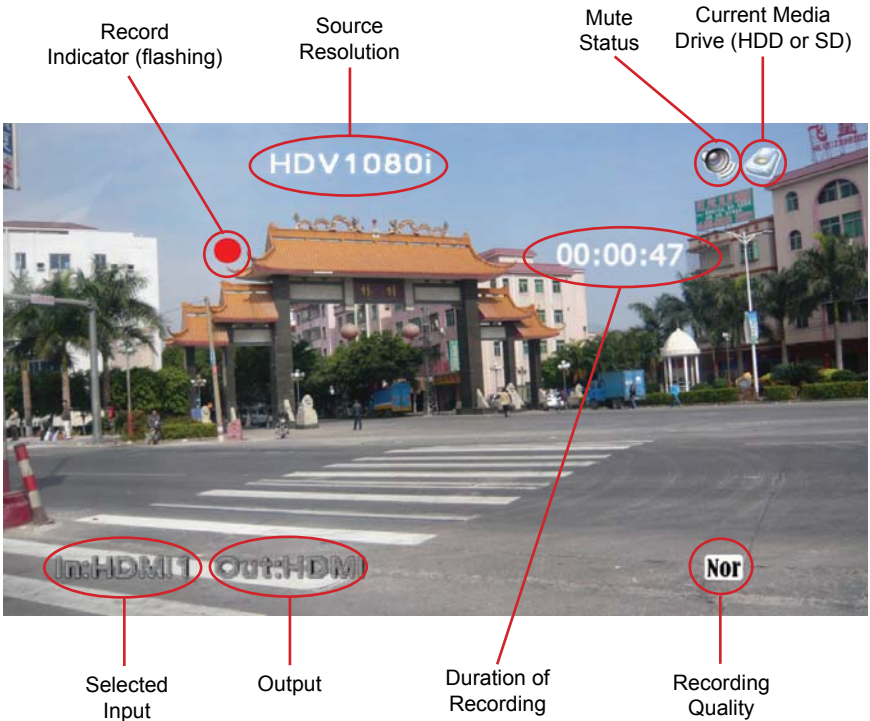 Record
Indicator (flashing)
Source
Resolution
Mute
Status
Current Media
Drive (HDD or SD)
HDV1080i
00:00:47
In:HDMI1 Out:HDMI
Nor
Selected
Input
Output
Duration of
Recording
Recording
Quality